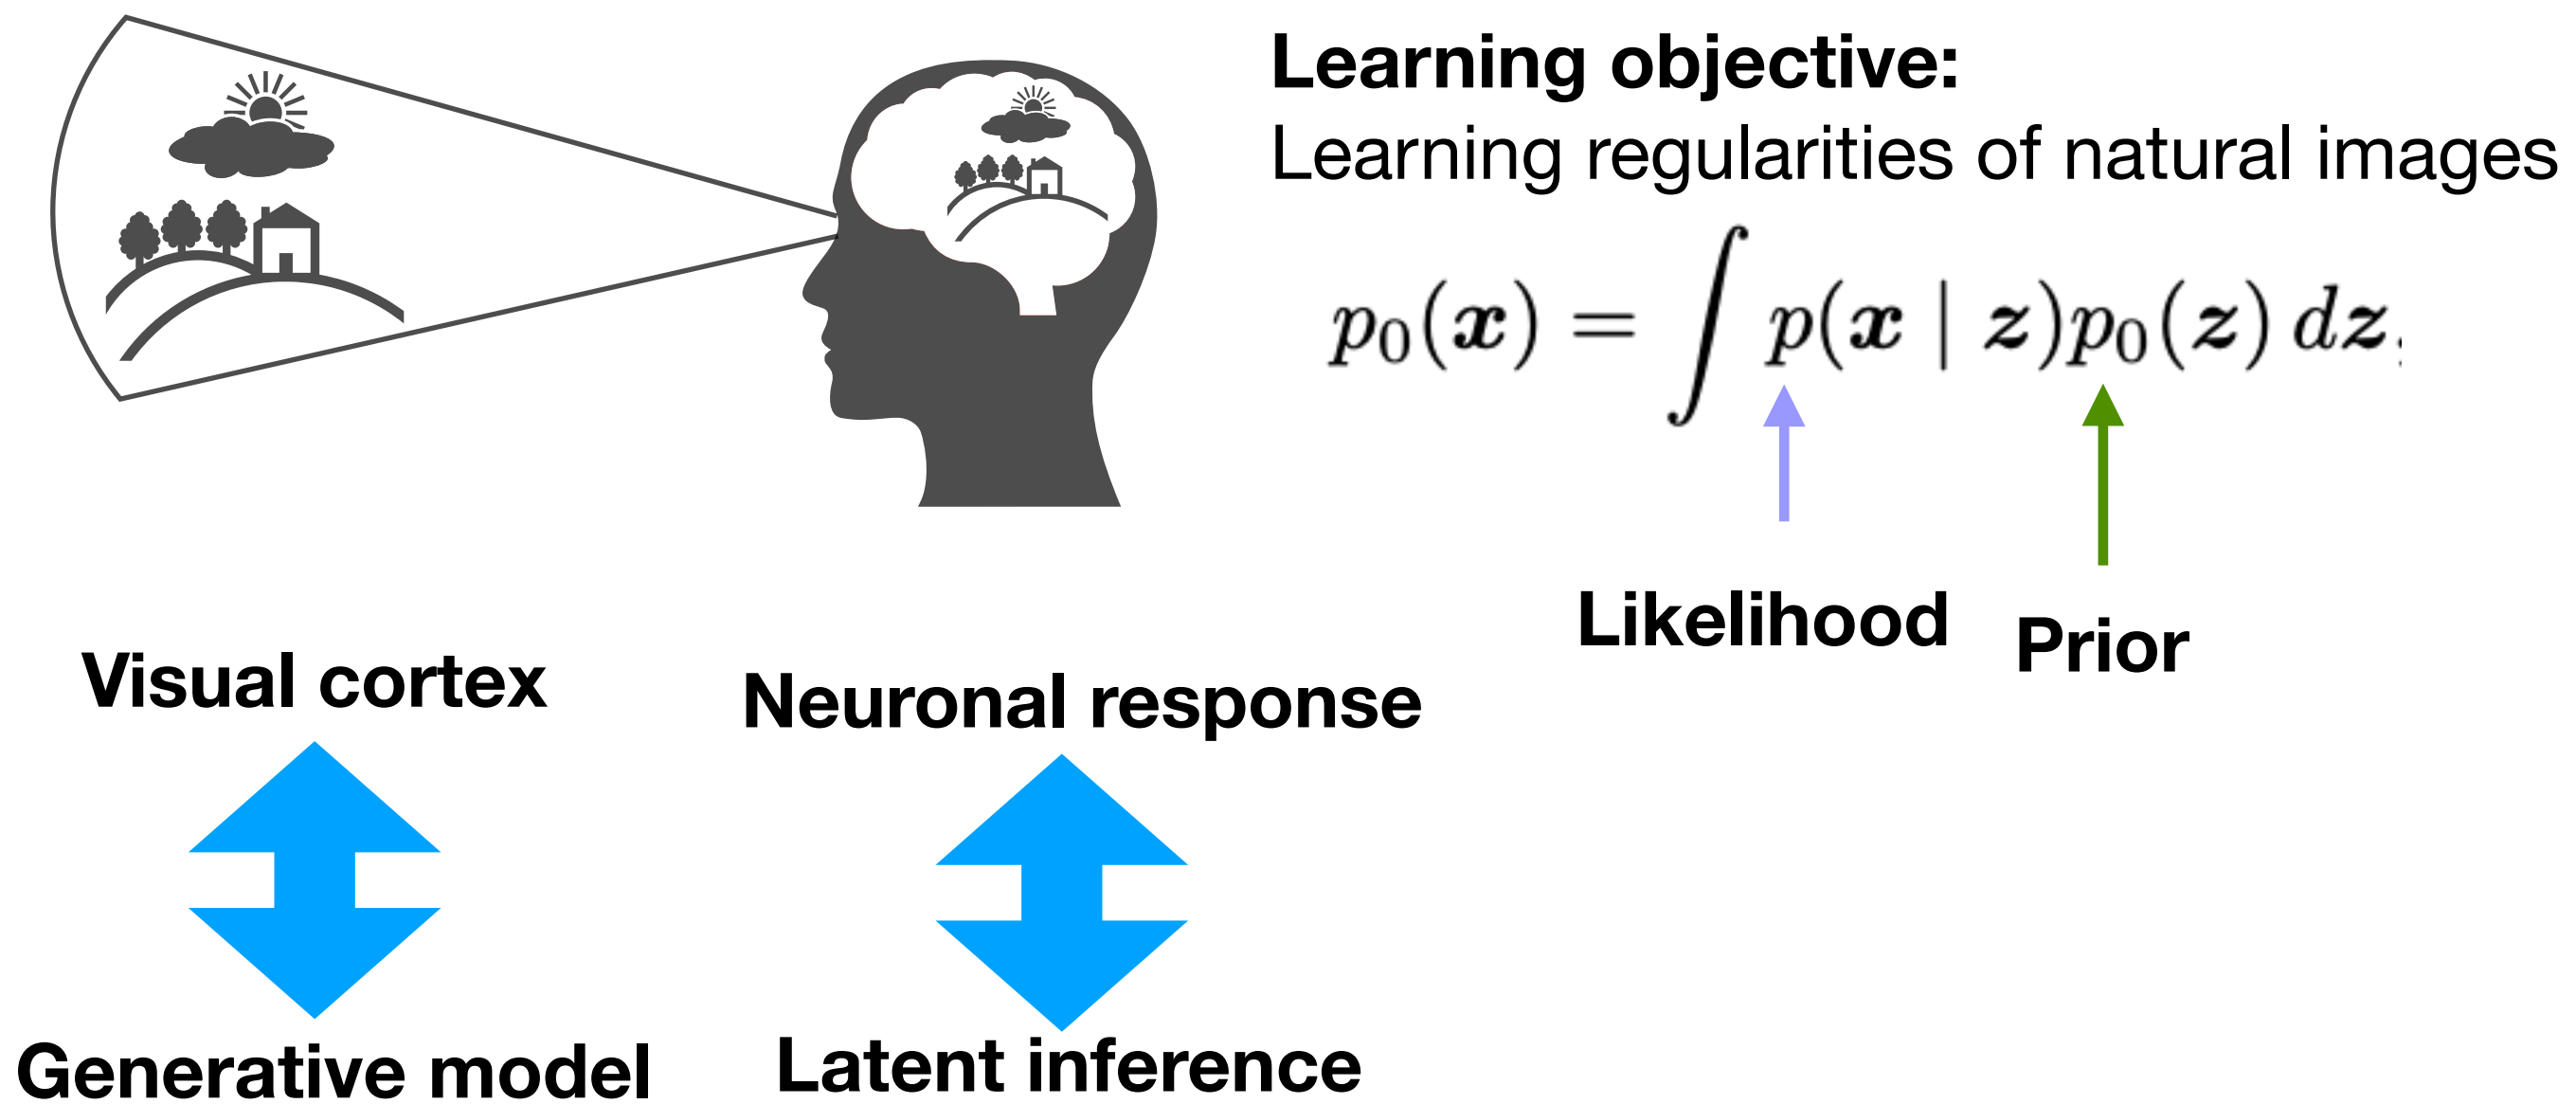 Learning objective:
Learning regularities of natural images
p₀(𝒙) = ∫ p(𝒙 | 𝒛)p₀(𝒛) d𝒛,
Likelihood
Prior
Visual cortex
Neuronal response
Generative model
Latent inference